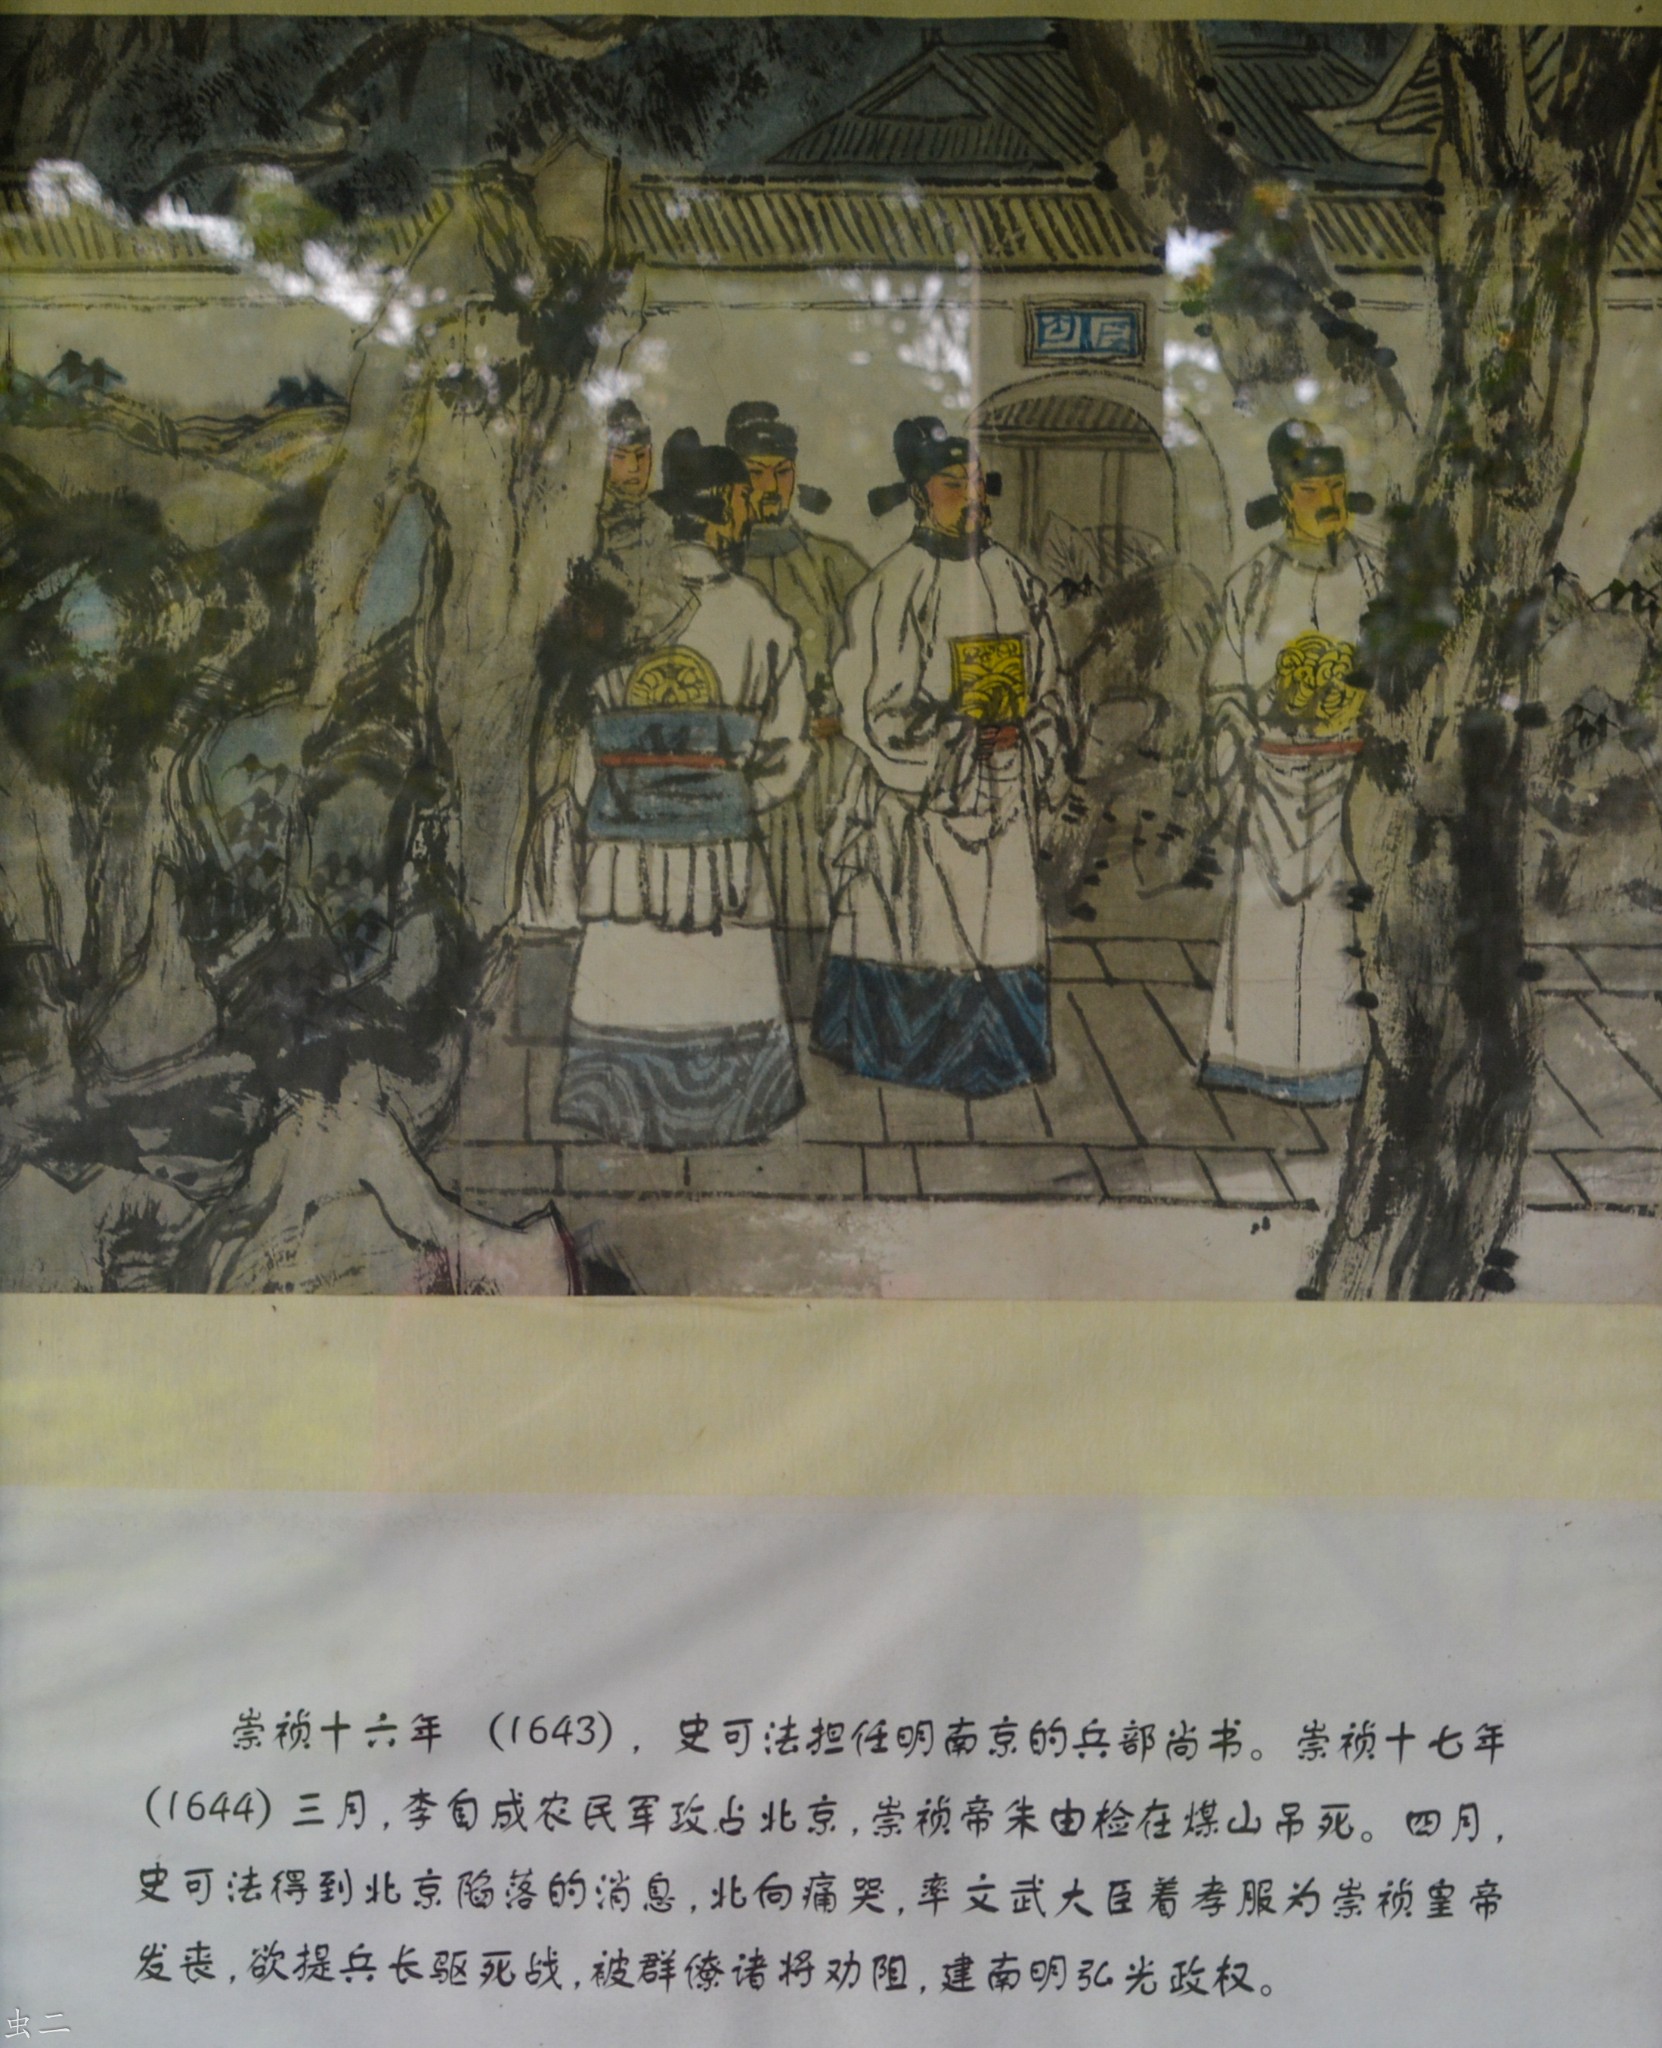 崇祯十六年 (1643)，史可法担任明南京的兵部尚书。崇祯十七年
(1644) 三月，李自成农民军攻占北京，崇祯帝朱由检在煤山吊死。四月，
史可法得到北京陷落的消息，北向痛哭，率文武大臣着孝服为崇祯皇帝
发丧，欲提兵长驱死战，被群僚诸将劝阻，建南明弘光政权。
虫二